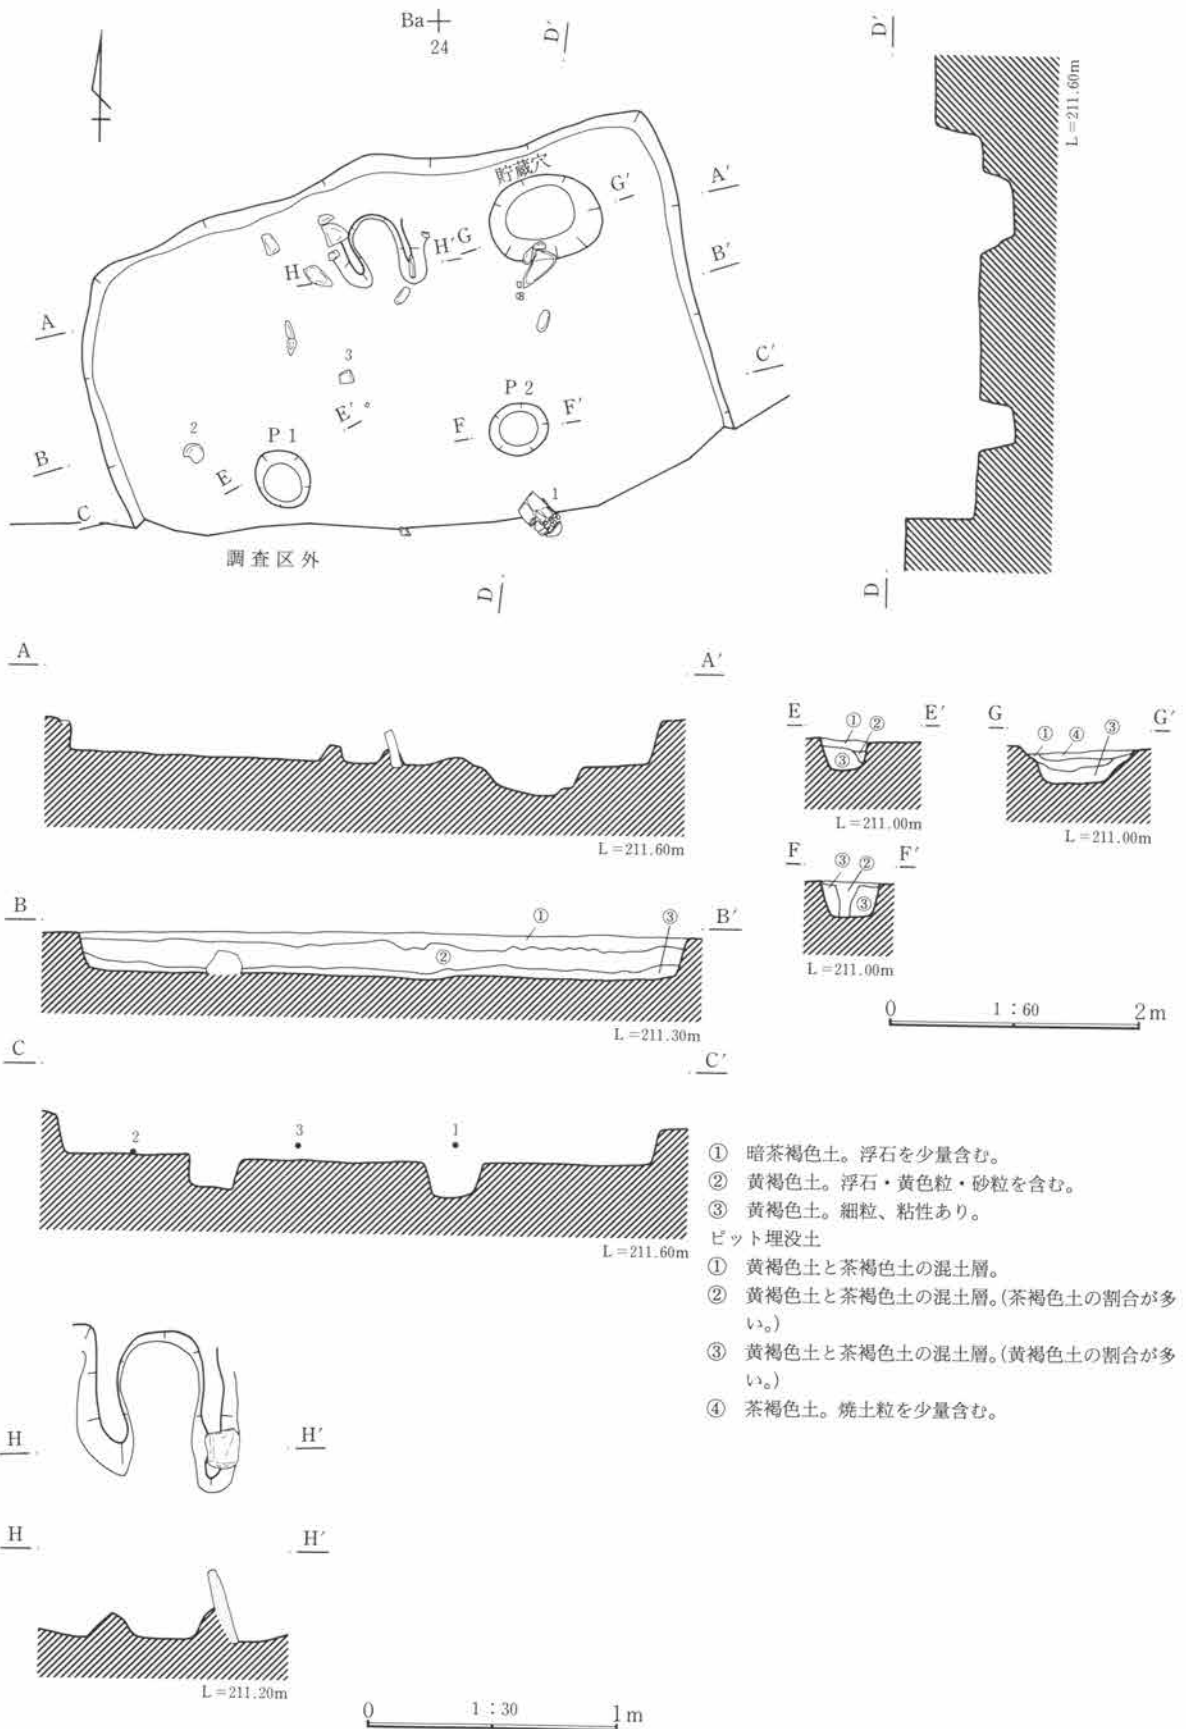 Ba
24
D'
D'
L=211.60m
貯蔵穴
G'
A'
H'
G
B'
H
A
3
C'
P 2
E'
F
F'
2
P 1
B
E
C
1
調査区外
D
D
A
A'
L=211.60m
E
①
②
E'
③
L=211.00m
G
①
④
③
G'
L=211.00m
F
③
②
F'
③
L=211.00m
B
①
③
B'
②
L=211.30m
0
1:60
2m
C
C'
2
3
1
L=211.60m
① 暗茶褐色土。浮石を少量含む。
② 黄褐色土。浮石・黄色粒・砂粒を含む。
③ 黄褐色土。細粒、粘性あり。
ピット埋没土
① 黄褐色土と茶褐色土の混土層。
② 黄褐色土と茶褐色土の混土層。(茶褐色土の割合が多
い。)
③ 黄褐色土と茶褐色土の混土層。(黄褐色土の割合が多
い。)
④ 茶褐色土。焼土粒を少量含む。
H
H'
H
H'
L=211.20m
0
1:30
1m